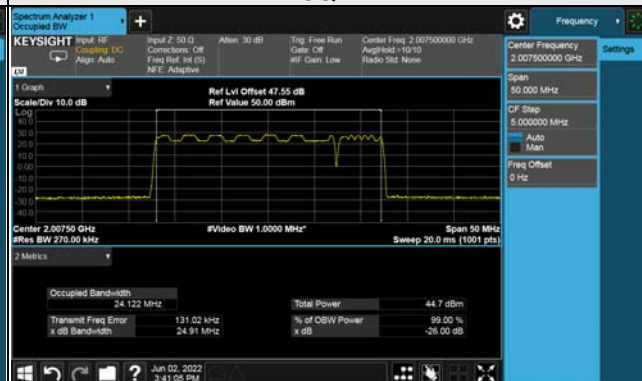 Spectrum Analyzer 1
Occupied BW
Frequency
KEYSIGHT Input: RF
Coupling: DC
Align: Auto
Input Z: 50 Ω
Corrections: Off
Freq Ref: Int (S)
NFE: Adaptive
Atten: 30 dB
Trig: Free Run
Gate: Off
#IF Gain: Low
Center Freq: 2.007500000 GHz
Avg|Hold:>10/10
Radio Std: None
LXI
Center Frequency
2.007500000 GHz
Settings
Span
50.000 MHz
CF Step
5.000000 MHz
Auto
Man
Freq Offset
0 Hz
1 Graph
Scale/Div 10.0 dB
Ref Lvl Offset 47.55 dB
Ref Value 50.00 dBm
Log
40.0
30.0
20.0
10.0
0.00
-10.0
-20.0
-30.0
-40.0
Center 2.00750 GHz
#Video BW 1.0000 MHz*
Span 50 MHz
#Res BW 270.00 kHz
Sweep 20.0 ms (1001 pts)
2 Metrics
Occupied Bandwidth
24.122 MHz
Total Power 44.7 dBm
Transmit Freq Error 131.02 kHz
% of OBW Power 99.00 %
x dB Bandwidth 24.91 MHz
x dB -26.00 dB
?
Jun 02, 2022
3:41:05 PM